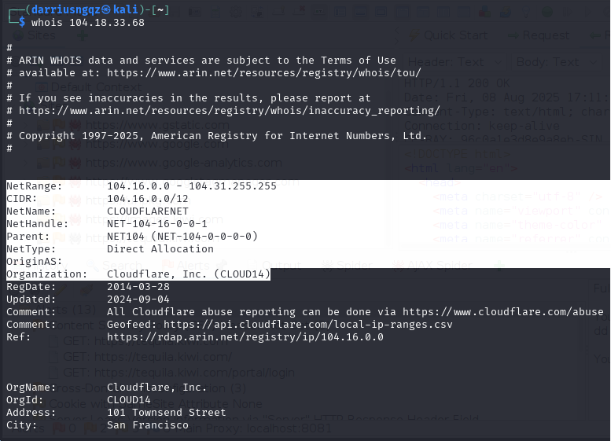 ┌──(darriusngqz㉿kali)-[~]
└─$ whois 104.18.33.68
#
# ARIN WHOIS data and services are subject to the Terms of Use
# available at: https://www.arin.net/resources/registry/whois/tou/
#
# If you see inaccuracies in the results, please report at
# https://www.arin.net/resources/registry/whois/inaccuracy_reporting/
#
# Copyright 1997-2025, American Registry for Internet Numbers, Ltd.
#
NetRange: 104.16.0.0 - 104.31.255.255
CIDR: 104.16.0.0/12
NetName: CLOUDFLARENET
NetHandle: NET-104-16-0-0-1
Parent: NET104 (NET-104-0-0-0-0)
NetType: Direct Allocation
OriginAS:
Organization: Cloudflare, Inc. (CLOUD14)
RegDate: 2014-03-28
Updated: 2024-09-04
Comment: All Cloudflare abuse reporting can be done via https://www.cloudflare.com/abuse
Comment: Geofeed: https://api.cloudflare.com/local-ip-ranges.csv
Ref: https://rdap.arin.net/registry/ip/104.16.0.0
OrgName: Cloudflare, Inc.
OrgId: CLOUD14
Address: 101 Townsend Street
City: San Francisco